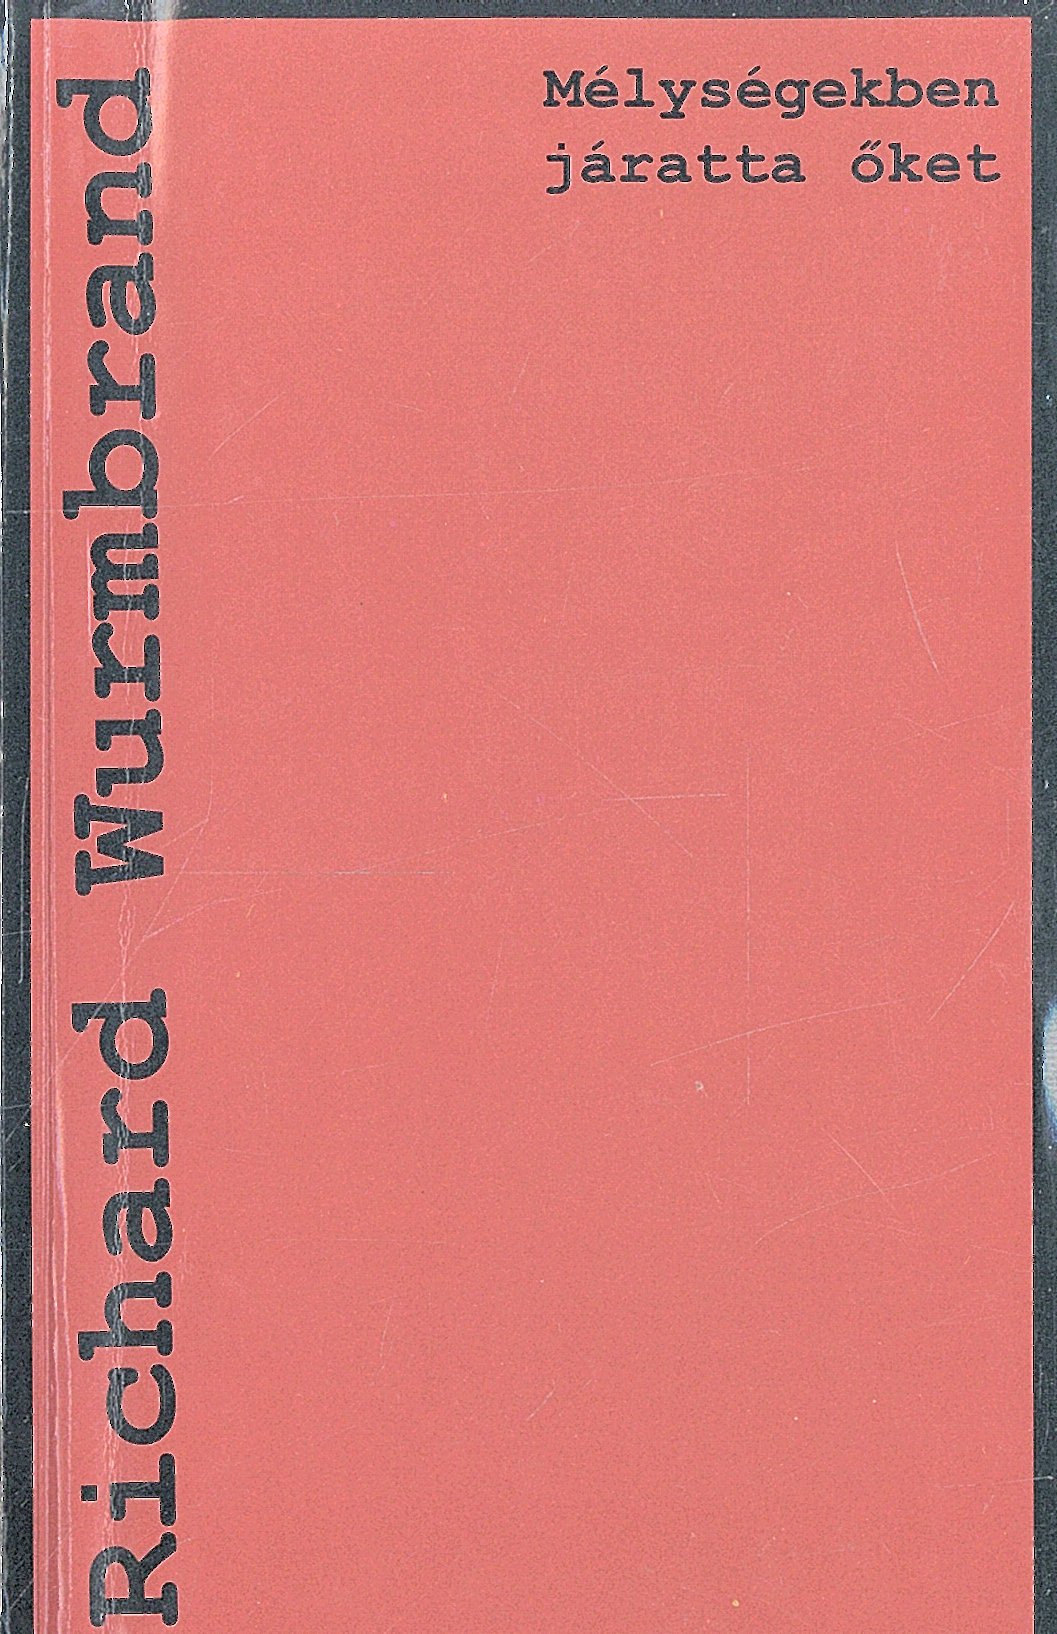 Mélységekben
járatta őket
Richard Wurmbrand